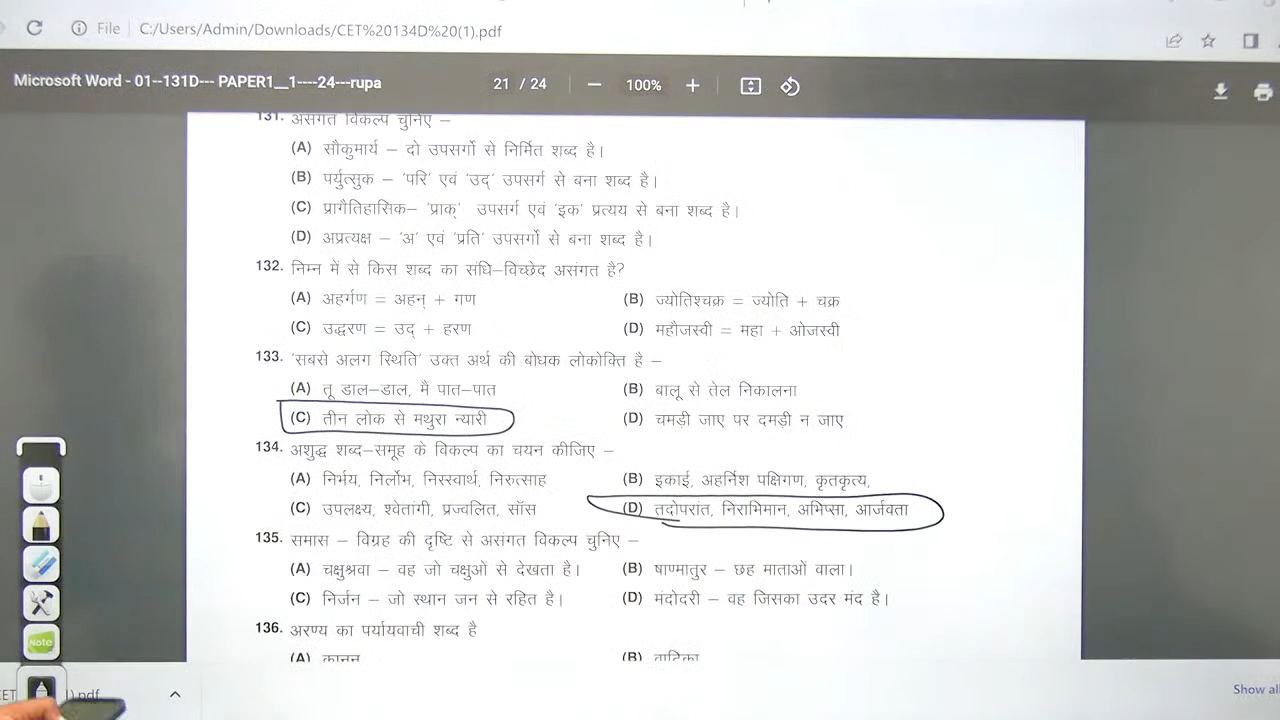 File C:/Users/Admin/Downloads/CET%20134D%20(1).pdf
Microsoft Word - 01--131D--- PAPER1__1----24---rupa 21 / 24 100%
131. असंगत विकल्प चुनिए –
(A) सौकुमार्य – दो उपसर्गो से निर्मित शब्द है।
(B) पर्युत्सुक – 'परि' एवं 'उद्' उपसर्ग से बना शब्द है।
(C) प्रागैतिहासिक– 'प्राक्' उपसर्ग एवं 'इक' प्रत्यय से बना शब्द है।
(D) अप्रत्यक्ष – 'अ' एवं 'प्रति' उपसर्गो से बना शब्द है।
132. निम्न में से किस शब्द का संधि–विच्छेद असंगत है?
(A) अहर्गण = अहन् + गण (B) ज्योतिश्चक्र = ज्योति + चक्र
(C) उद्धरण = उद् + हरण (D) महौजस्वी = महा + ओजस्वी
133. 'सबसे अलग स्थिति' उक्त अर्थ की बोधक लोकोक्ति है –
(A) तू डाल–डाल, मैं पात–पात (B) बालू से तेल निकालना
(C) तीन लोक से मथुरा न्यारी (D) चमड़ी जाए पर दमड़ी न जाए
134. अशुद्ध शब्द–समूह के विकल्प का चयन कीजिए –
(A) निर्भय, निर्लोभ, निस्स्वार्थ, निरुत्साह (B) इकाई, अहर्निश पक्षिगण, कृतकृत्य,
(C) उपलक्ष्य, श्वेतांगी, प्रज्वलित, साँस (D) तदोपरांत, निराभिमान, अभिप्सा, आर्जवता
135. समास – विग्रह की दृष्टि से असंगत विकल्प चुनिए –
(A) चक्षुश्रवा – वह जो चक्षुओं से देखता है। (B) षाण्मातुर – छह माताओं वाला।
(C) निर्जन – जो स्थान जन से रहित है। (D) मंदोदरी – वह जिसका उदर मंद है।
136. अरण्य का पर्यायवाची शब्द है
(A) कानन (B) वाटिका
Note
CET 1).pdf Show all